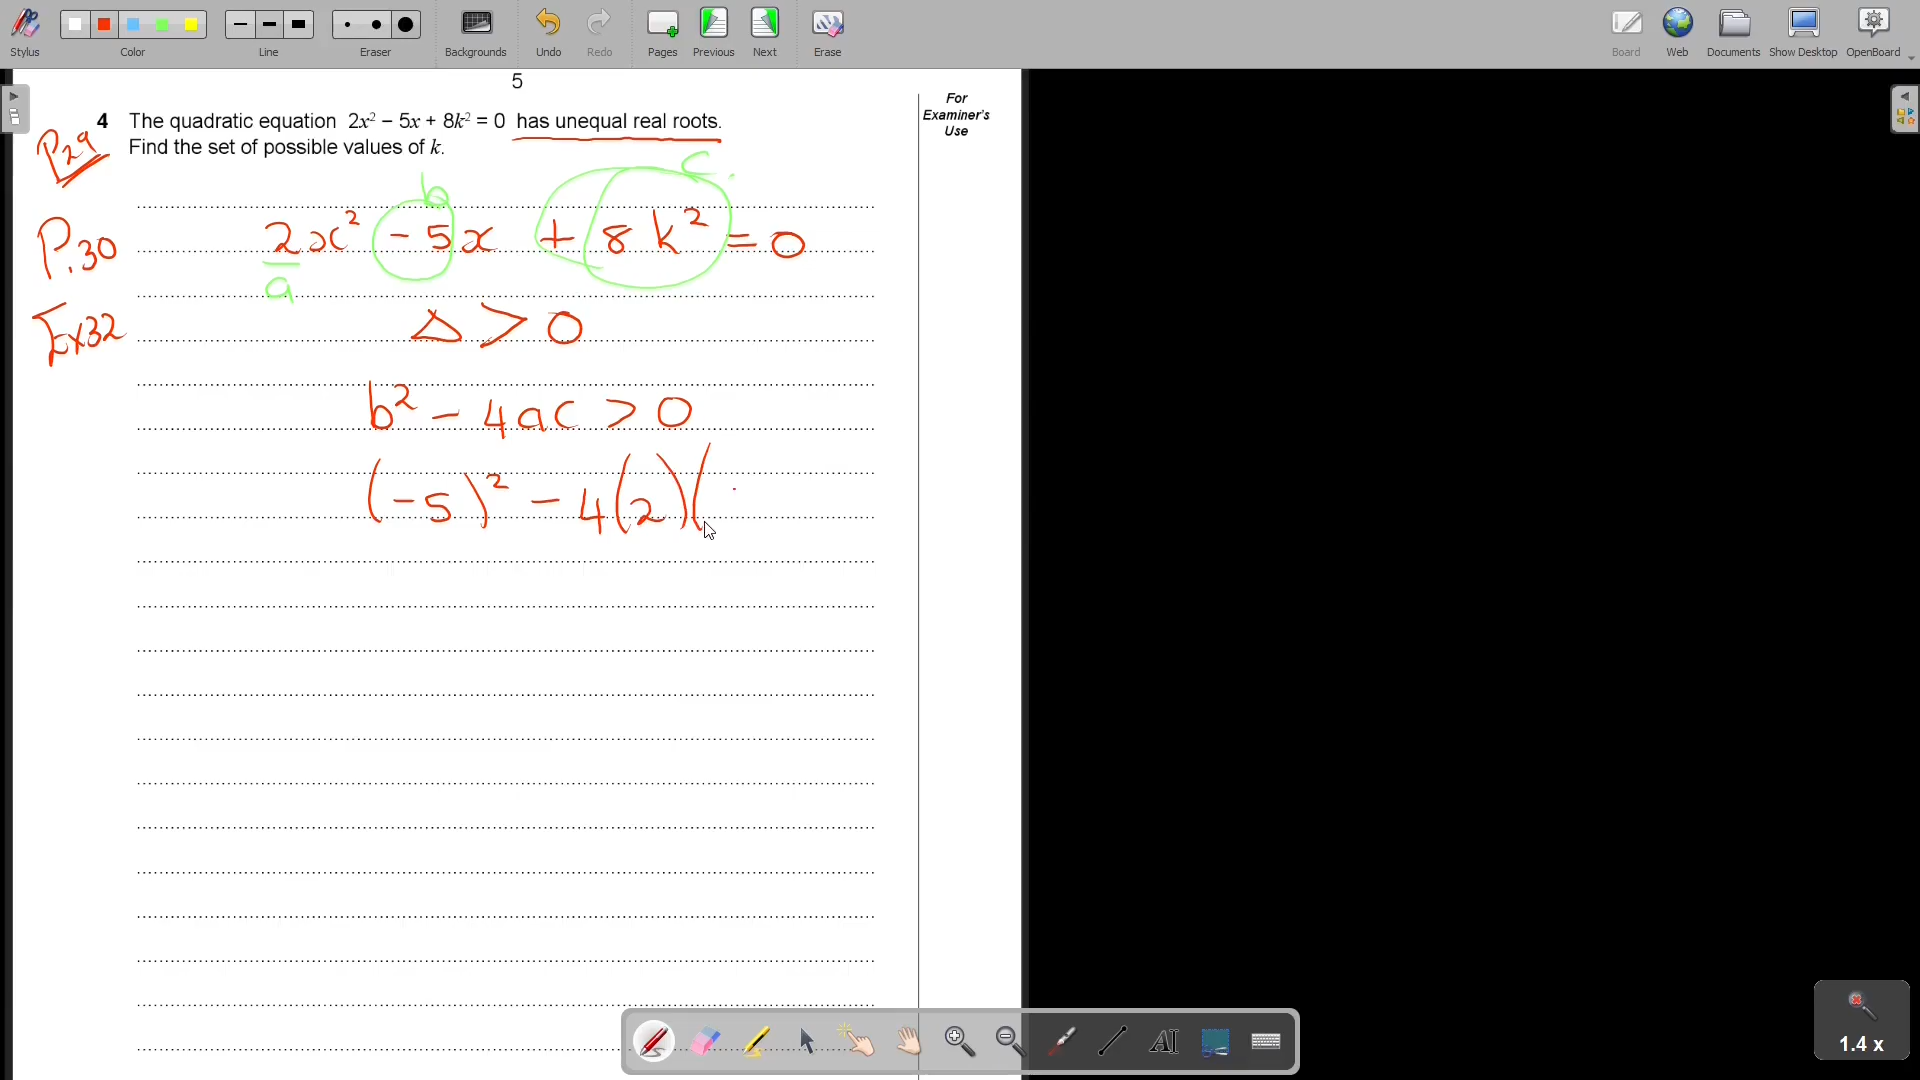 Stylus Color Line Eraser Backgrounds Undo Redo Pages Previous Next Erase Board Web Documents Show Desktop OpenBoard
5
For
Examiner's
Use
4 The quadratic equation 2x² − 5x + 8k² = 0 has unequal real roots.
Find the set of possible values of k.
P29
b c
P.30 2x² - 5x + 8k² = 0
a
Ex32 Δ > 0
b² - 4ac > 0
(-5)² - 4(2)(
AI
1.4 x